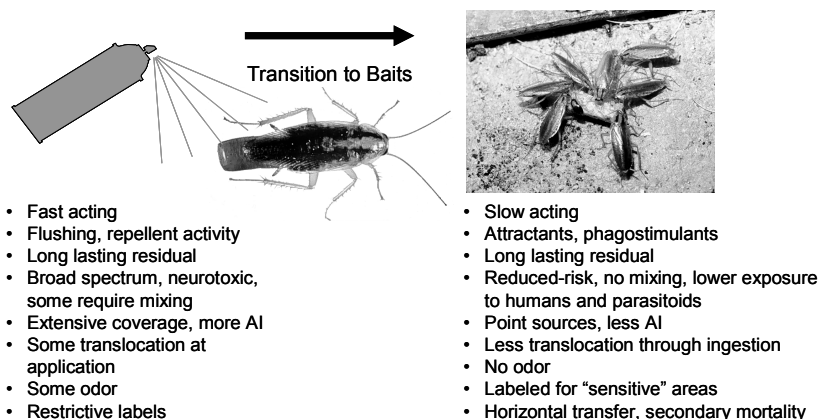 Transition to Baits
• Fast acting
• Flushing, repellent activity
• Long lasting residual
• Broad spectrum, neurotoxic,
some require mixing
• Extensive coverage, more AI
• Some translocation at
application
• Some odor
• Restrictive labels
• Slow acting
• Attractants, phagostimulants
• Long lasting residual
• Reduced-risk, no mixing, lower exposure
to humans and parasitoids
• Point sources, less AI
• Less translocation through ingestion
• No odor
• Labeled for “sensitive” areas
• Horizontal transfer, secondary mortality